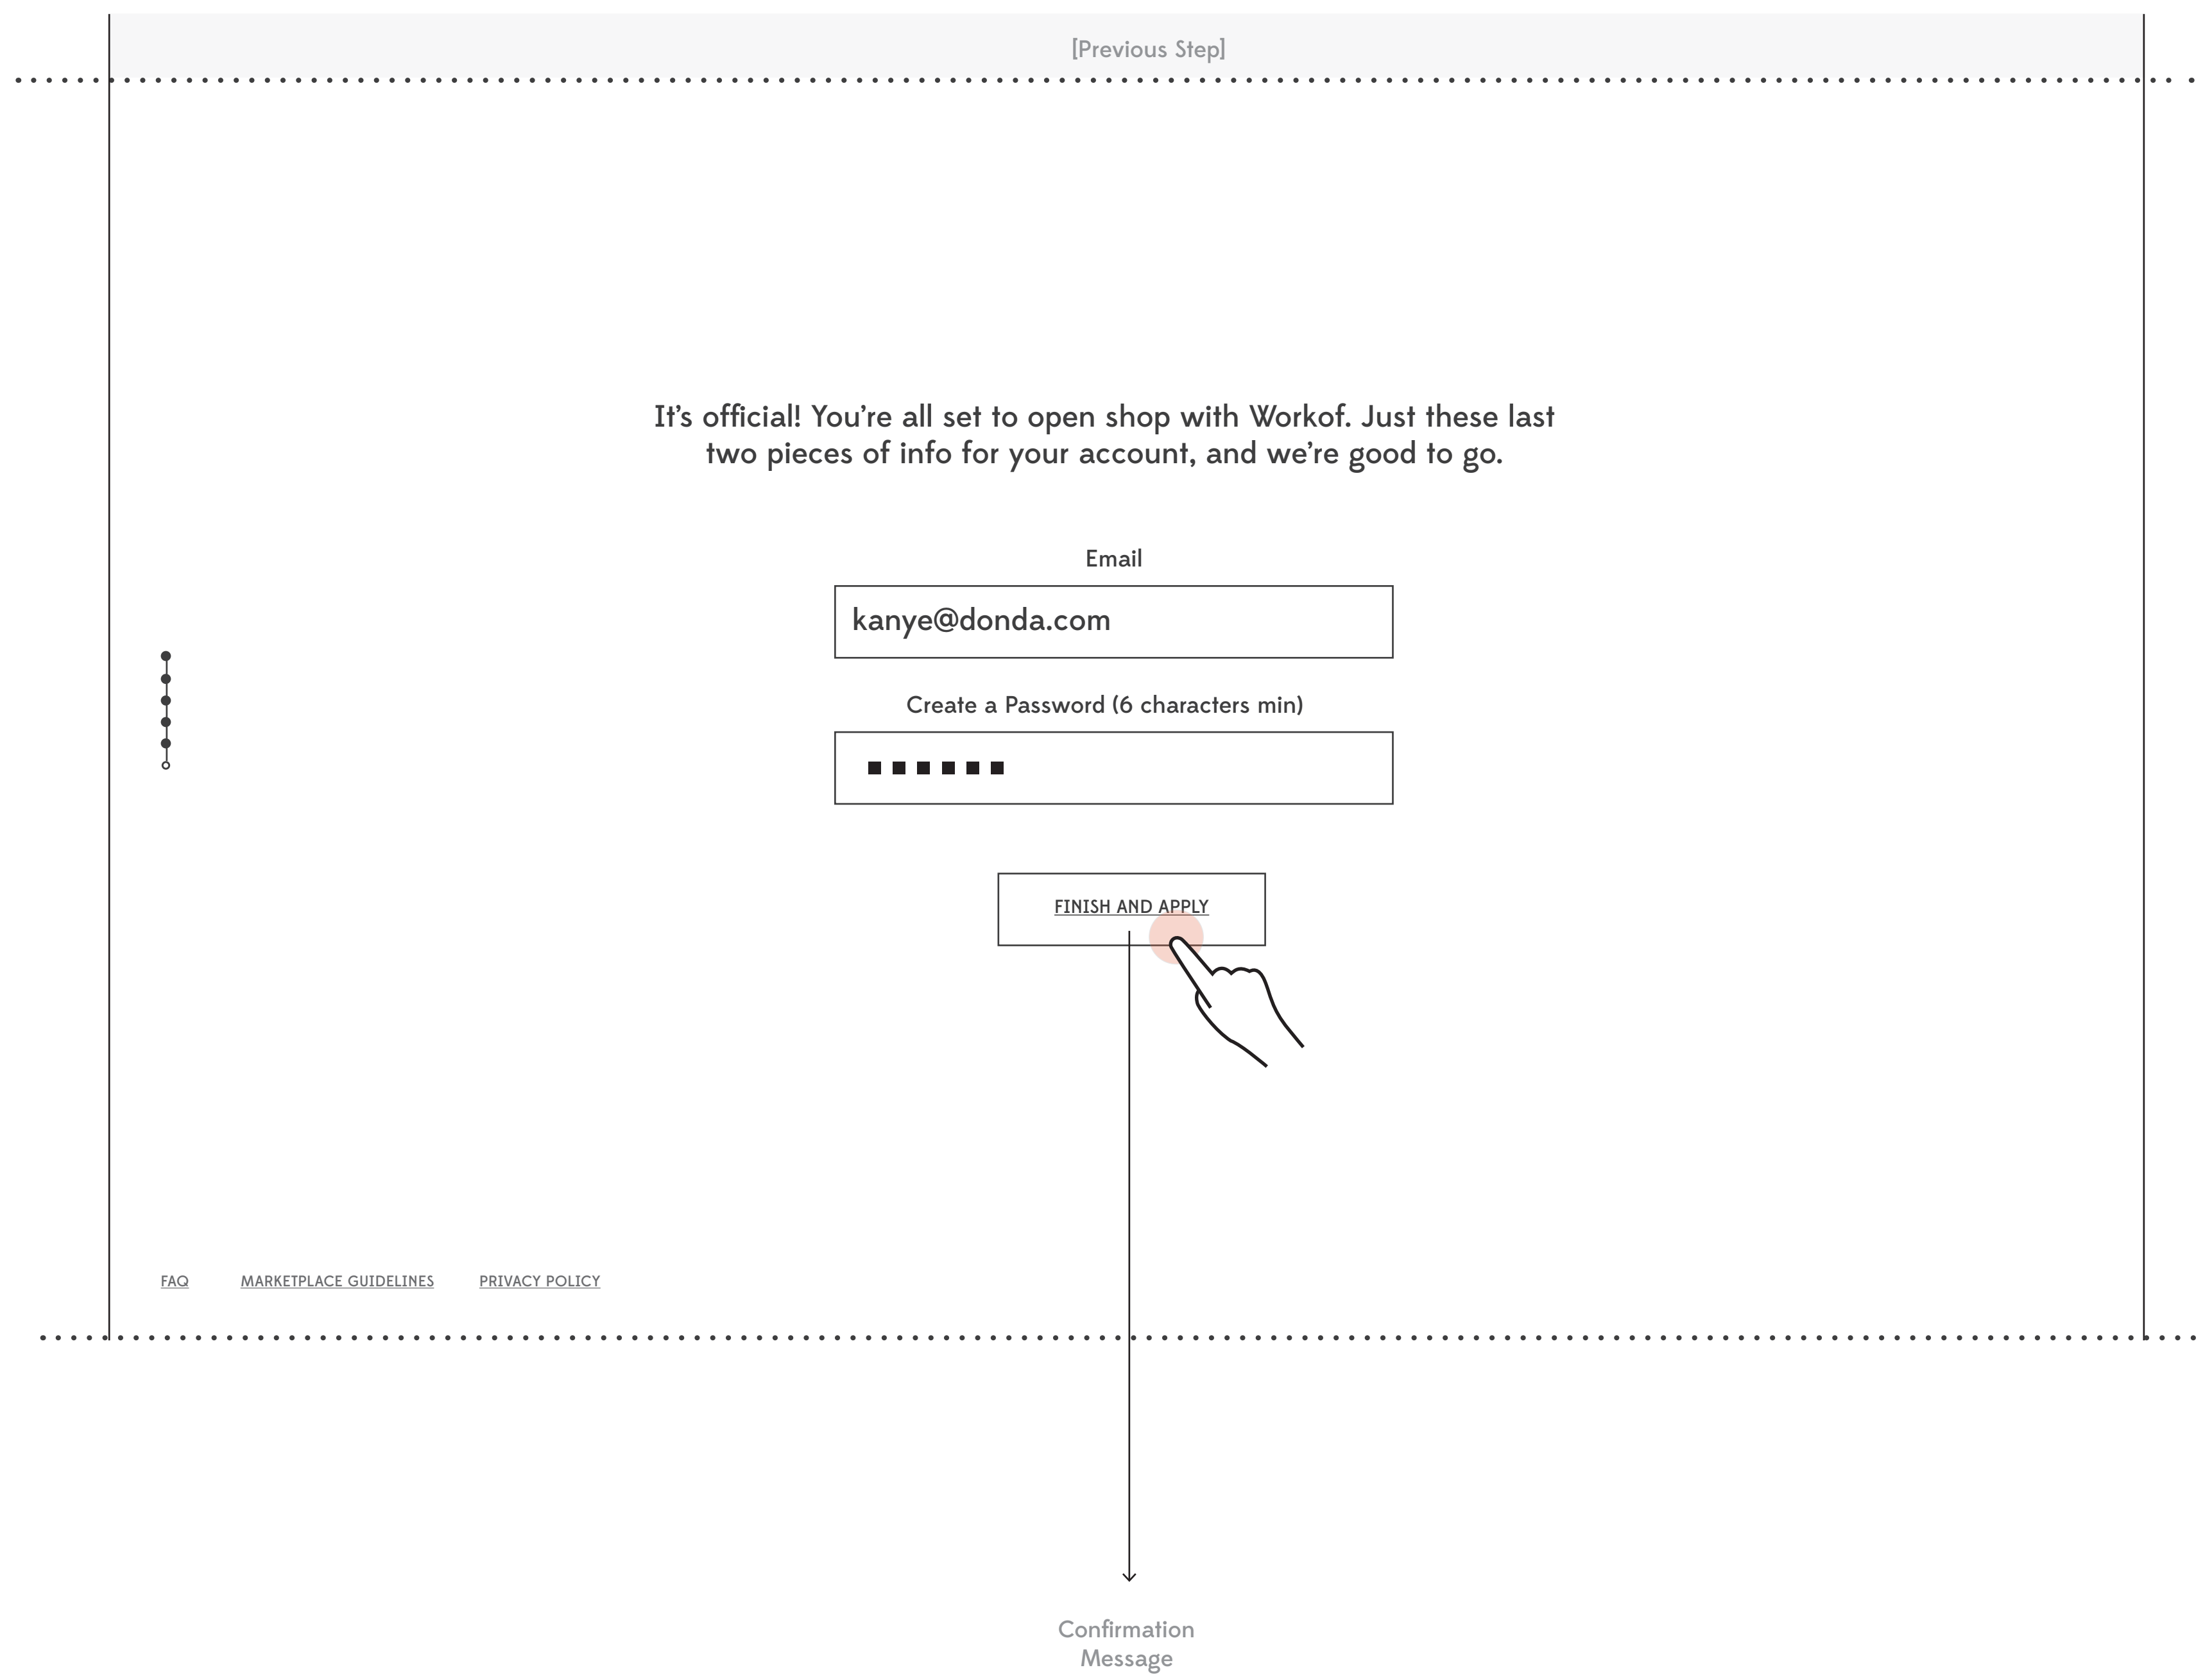 [Previous Step]
It’s official! You’re all set to open shop with Workof. Just these last
two pieces of info for your account, and we’re good to go.
Email
kanye@donda.com
Create a Password (6 characters min)
FINISH AND APPLY
FAQ MARKETPLACE GUIDELINES PRIVACY POLICY
Confirmation
Message